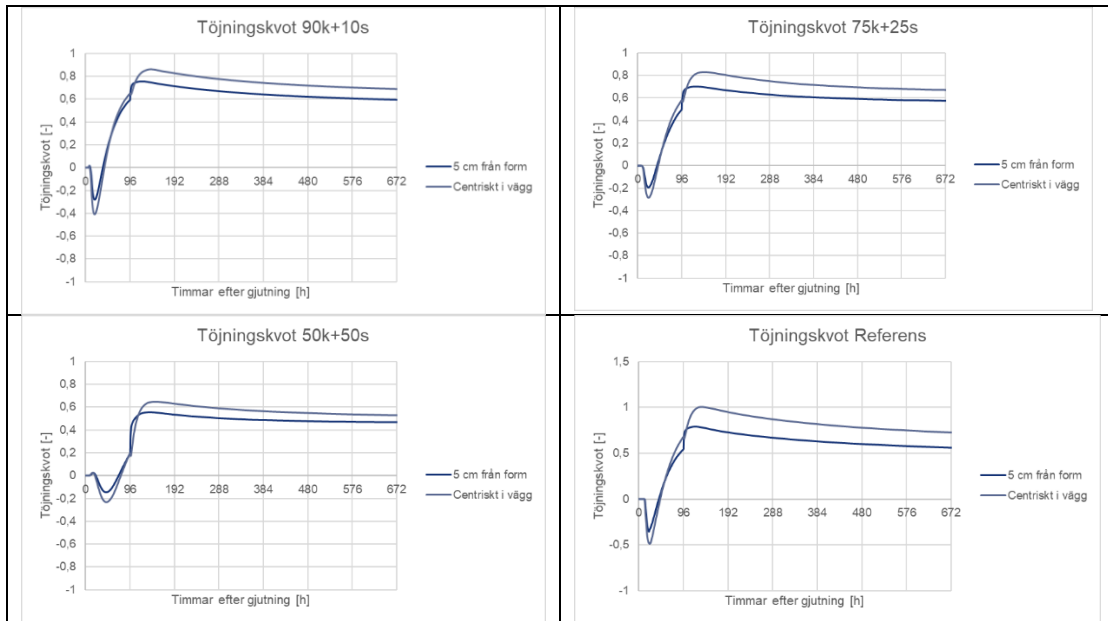 Töjningskvot 90k+10s
1
0,8
0,6
0,4
0,2
0
-0,2
-0,4
-0,6
-0,8
-1
Töjningskvot [-]
0 96 192 288 384 480 576 672
Timmar efter gjutning [h]
5 cm från form
Centriskt i vägg
Töjningskvot 75k+25s
1
0,8
0,6
0,4
0,2
0
-0,2
-0,4
-0,6
-0,8
-1
Töjningskvot [-]
0 96 192 288 384 480 576 672
Timmar efter gjutning [h]
5 cm från form
Centriskt i vägg
Töjningskvot 50k+50s
1
0,8
0,6
0,4
0,2
0
-0,2
-0,4
-0,6
-0,8
-1
Töjningskvot [-]
0 96 192 288 384 480 576 672
Timmar efter gjutning [h]
5 cm från form
Centriskt i vägg
Töjningskvot Referens
1,5
1
0,5
0
-0,5
-1
Töjningskvot [-]
0 96 192 288 384 480 576 672
Timmar efter gjutning [h]
5 cm från form
Centriskt i vägg